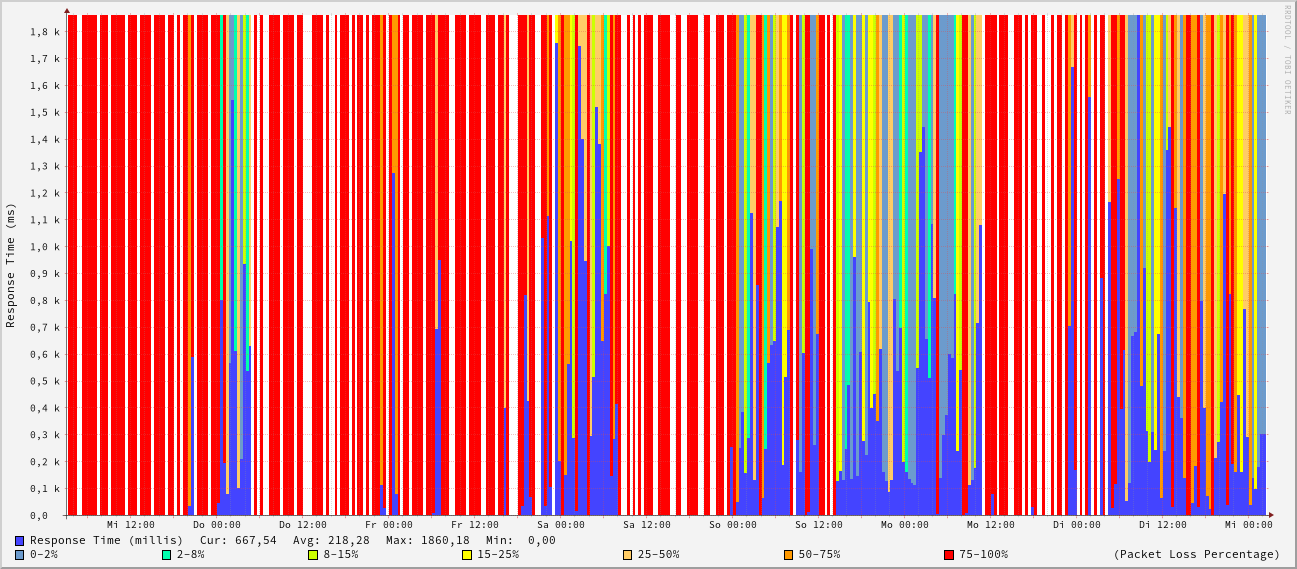 RRDTOOL / TOBI OETIKER
Response Time (ms)
1,8 k
1,7 k
1,6 k
1,5 k
1,4 k
1,3 k
1,2 k
1,1 k
1,0 k
0,9 k
0,8 k
0,7 k
0,6 k
0,5 k
0,4 k
0,3 k
0,2 k
0,1 k
0,0
Mi 12:00 Do 00:00 Do 12:00 Fr 00:00 Fr 12:00 Sa 00:00 Sa 12:00 So 00:00 So 12:00 Mo 00:00 Mo 12:00 Di 00:00 Di 12:00 Mi 00:00
Response Time (millis) Cur: 667,54 Avg: 218,28 Max: 1860,18 Min: 0,00
0-2% 2-8% 8-15% 15-25% 25-50% 50-75% 75-100% (Packet Loss Percentage)